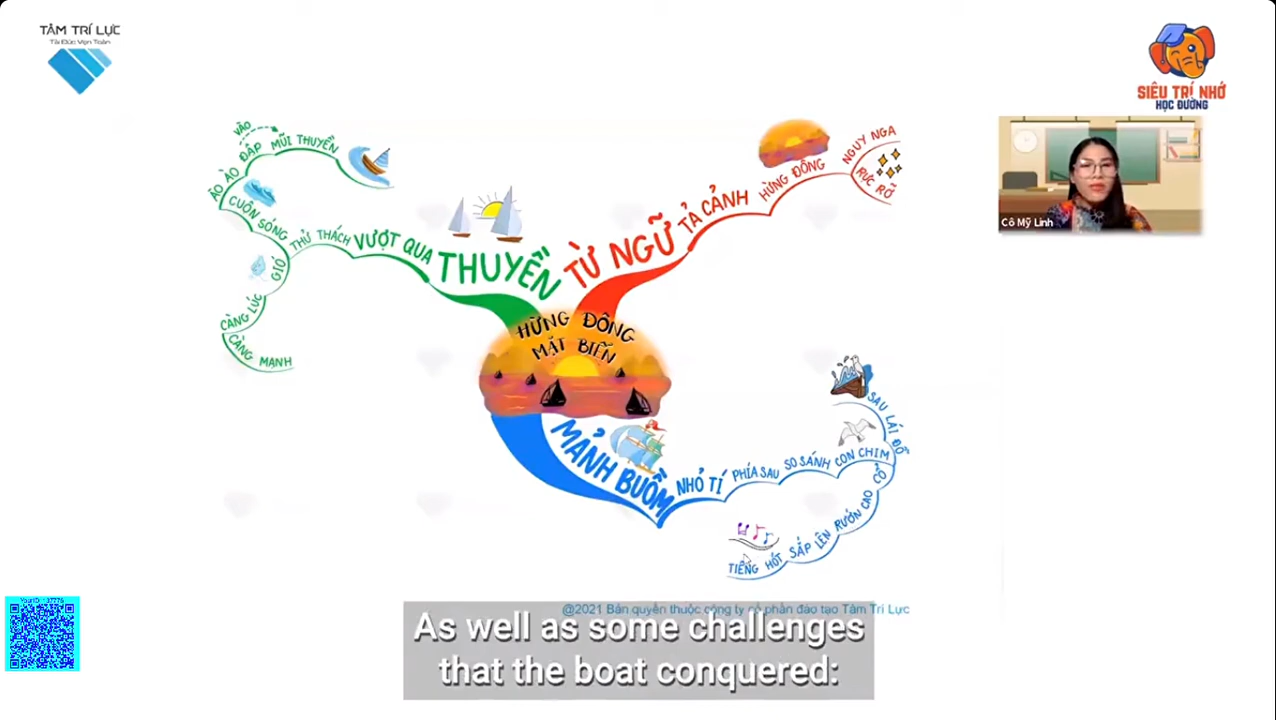 TÂM TRÍ LỰC
Tài Đức Vẹn Toàn
SIÊU TRÍ NHỚ
HỌC ĐƯỜNG
Cô Mỹ Linh
HỪNG ĐÔNG
MẶT BIỂN
TỪ NGỮ TẢ CẢNH
HỪNG ĐÔNG
NGUY NGA
RỰC RỠ
MẢNH BUỒM
NHỎ TÍ
PHÍA SAU
SO SÁNH
CON CHIM
SAU LÁI ĐỖ
CỔ
RƯỚN CAO
SẮP LÊN
TIẾNG HÓT
THUYỀN
VƯỢT QUA
THỬ THÁCH
CUỘN SÓNG
ÀO ÀO
ĐẬP
VÀO
MŨI THUYỀN
GIÓ
CÀNG LÚC
CÀNG MẠNH
@2021 Bản quyền thuộc công ty cổ phần đào tạo Tâm Trí Lực
As well as some challenges
that the boat conquered: